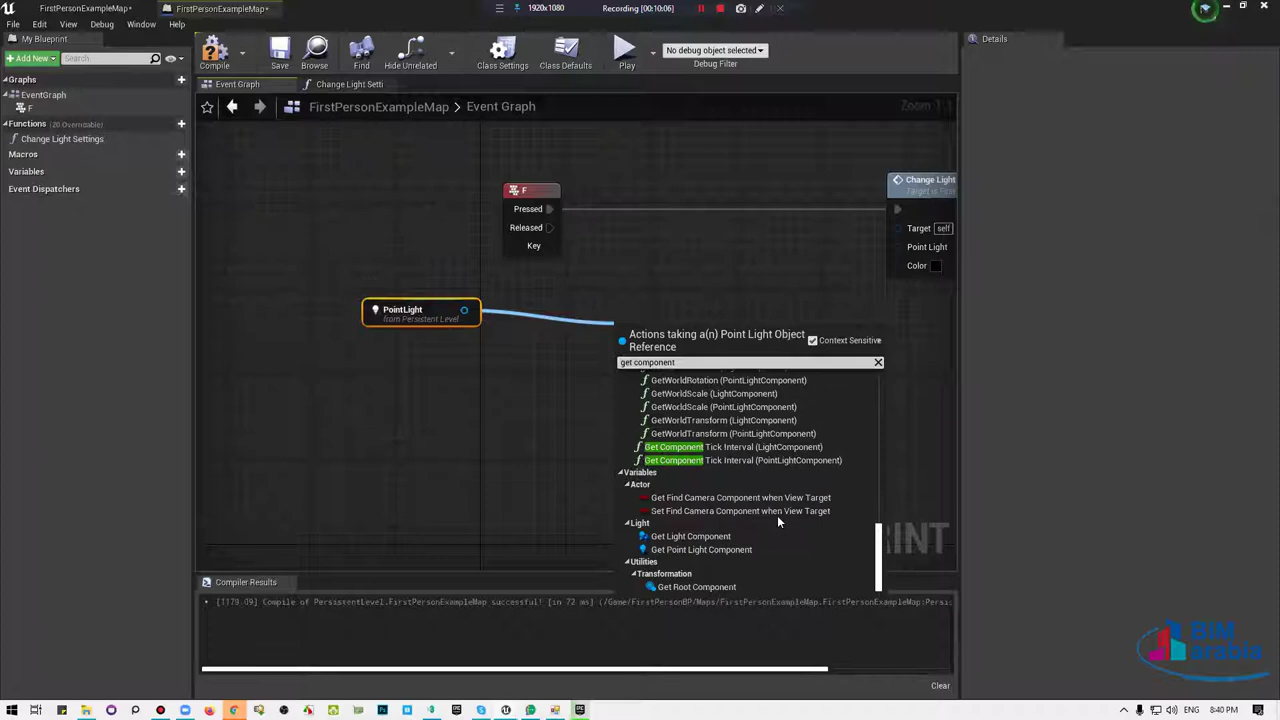 FirstPersonExampleMap*
FirstPersonExampleMap*
1920x1080
Recording [00:10:06]
File
Edit
Asset
View
Debug
Window
Help
My Blueprint
Details
Add New
Search
Compile
Save
Browse
Find
Hide Unrelated
Class Settings
Class Defaults
Play
No debug object selected
Debug Filter
Graphs
EventGraph
F
Functions (20 Overridable)
Change Light Settings
Macros
Variables
Event Dispatchers
Event Graph
Change Light Setti
FirstPersonExampleMap > Event Graph
Zoom 1:1
F
Pressed
Released
Key
Change Light
Target
self
Point Light
Color
PointLight
from Persistent Level
Actions taking a(n) Point Light Object
Reference
Context Sensitive
get component
GetWorldRotation (PointLightComponent)
GetWorldScale (LightComponent)
GetWorldScale (PointLightComponent)
GetWorldTransform (LightComponent)
GetWorldTransform (PointLightComponent)
Get Component Tick Interval (LightComponent)
Get Component Tick Interval (PointLightComponent)
Variables
Actor
Get Find Camera Component when View Target
Set Find Camera Component when View Target
Light
Get Light Component
Get Point Light Component
Utilities
Transformation
Get Root Component
Compiler Results
[1170.09] Compile of PersistentLevel.FirstPersonExampleMap successful! [in 72 ms] (/Game/FirstPersonBP/Maps/FirstPersonExampleMap.FirstPersonExampleMap:Persis
BIM
arabia
Clear
8:40 PM